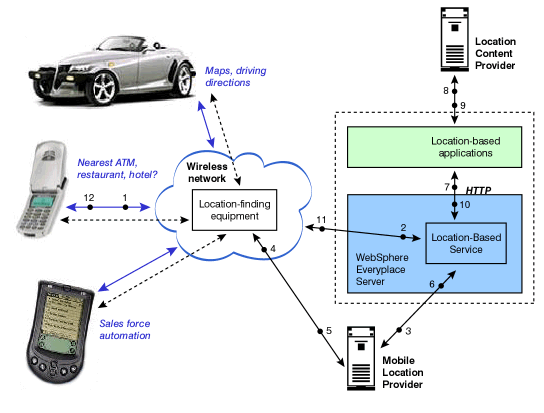 Maps, driving
directions
Nearest ATM,
restaurant, hotel?
12
1
Sales force
automation
Wireless
network
Location-finding
equipment
11
4
5
2
3
Location
Content
Provider
8
9
Location-based
applications
7
HTTP
10
Location-Based
Service
WebSphere
Everyplace
Server
6
Mobile
Location
Provider